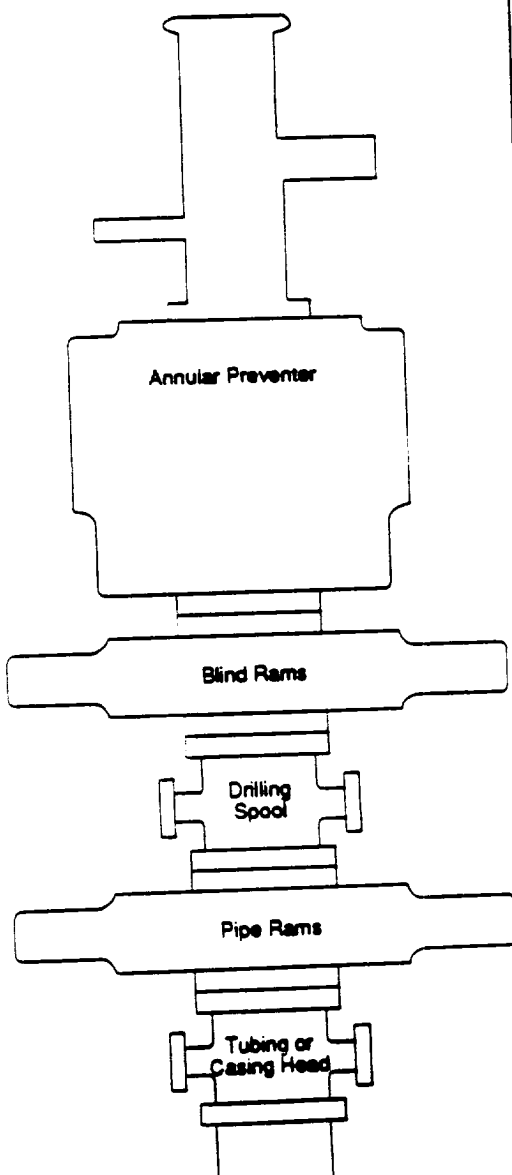 Annular Preventer
Blind Rams
Drilling
Spool
Pipe Rams
Tubing or
Casing Head